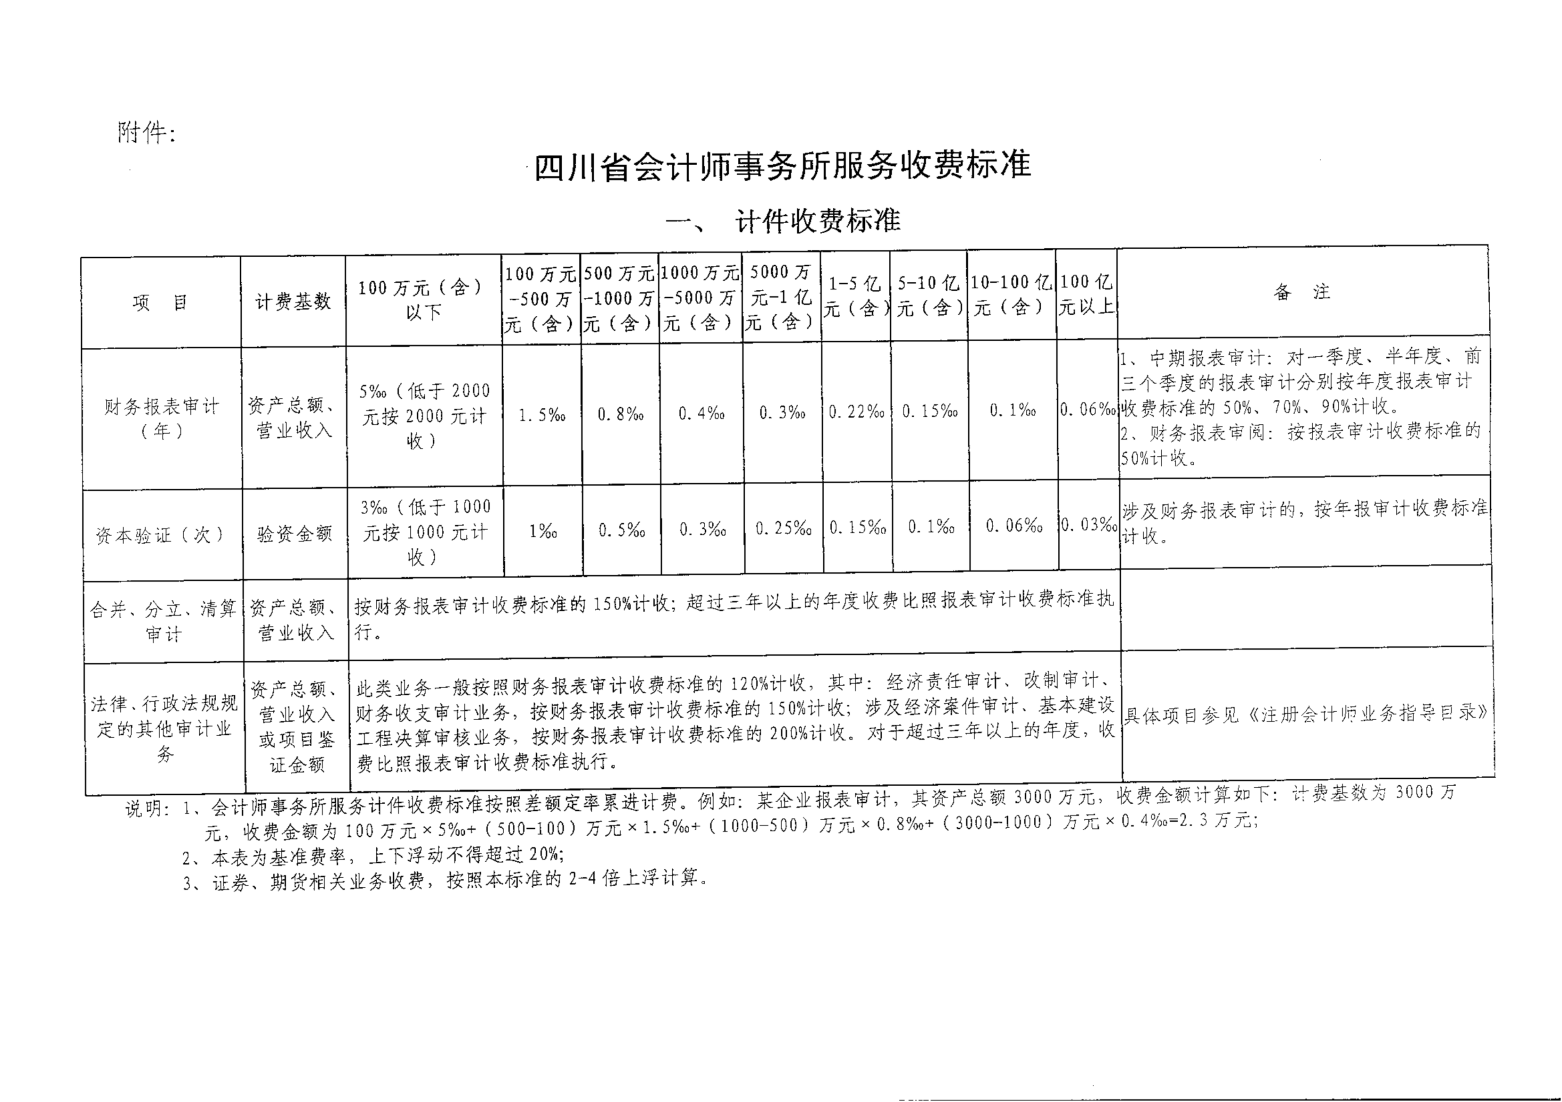 附件:
四川省会计师事务所服务收费标准
一、 计件收费标准
项 目
计费基数
100万元（含）
以下
100万元
-500万
元（含）
500万元
-1000万
元（含）
1000万元
-5000万
元（含）
5000万
元-1亿
元（含）
1-5亿
元（含）
5-10亿
元（含）
10-100亿
元（含）
100亿
元以上
备 注
财务报表审计
（年）
资产总额、
营业收入
5‰（低于2000
元按2000元计
收）
1.5‰
0.8‰
0.4‰
0.3‰
0.22‰
0.15‰
0.1‰
0.06‰
1、中期报表审计：对一季度、半年度、前
三个季度的报表审计分别按年度报表审计
收费标准的50%、70%、90%计收。
2、财务报表审阅：按报表审计收费标准的
50%计收。
资本验证（次）
验资金额
3‰（低于1000
元按1000元计
收）
1‰
0.5‰
0.3‰
0.25‰
0.15‰
0.1‰
0.06‰
0.03‰
涉及财务报表审计的，按年报审计收费标准
计收。
合并、分立、清算
审计
资产总额、
营业收入
按财务报表审计收费标准的150%计收；超过三年以上的年度收费比照报表审计收费标准执
行。
法律、行政法规规
定的其他审计业
务
资产总额、
营业收入
或项目鉴
证金额
此类业务一般按照财务报表审计收费标准的120%计收，其中：经济责任审计、改制审计、
财务收支审计业务，按财务报表审计收费标准的150%计收；涉及经济案件审计、基本建设
工程决算审核业务，按财务报表审计收费标准的200%计收。对于超过三年以上的年度，收
费比照报表审计收费标准执行。
具体项目参见《注册会计师业务指导目录》
说明：1、会计师事务所服务计件收费标准按照差额定率累进计费。例如：某企业报表审计，其资产总额3000万元，收费金额计算如下：计费基数为3000万
元，收费金额为100万元×5‰+（500-100）万元×1.5‰+（1000-500）万元×0.8‰+（3000-1000）万元×0.4‰=2.3万元；
2、本表为基准费率，上下浮动不得超过20%；
3、证券、期货相关业务收费，按照本标准的2-4倍上浮计算。